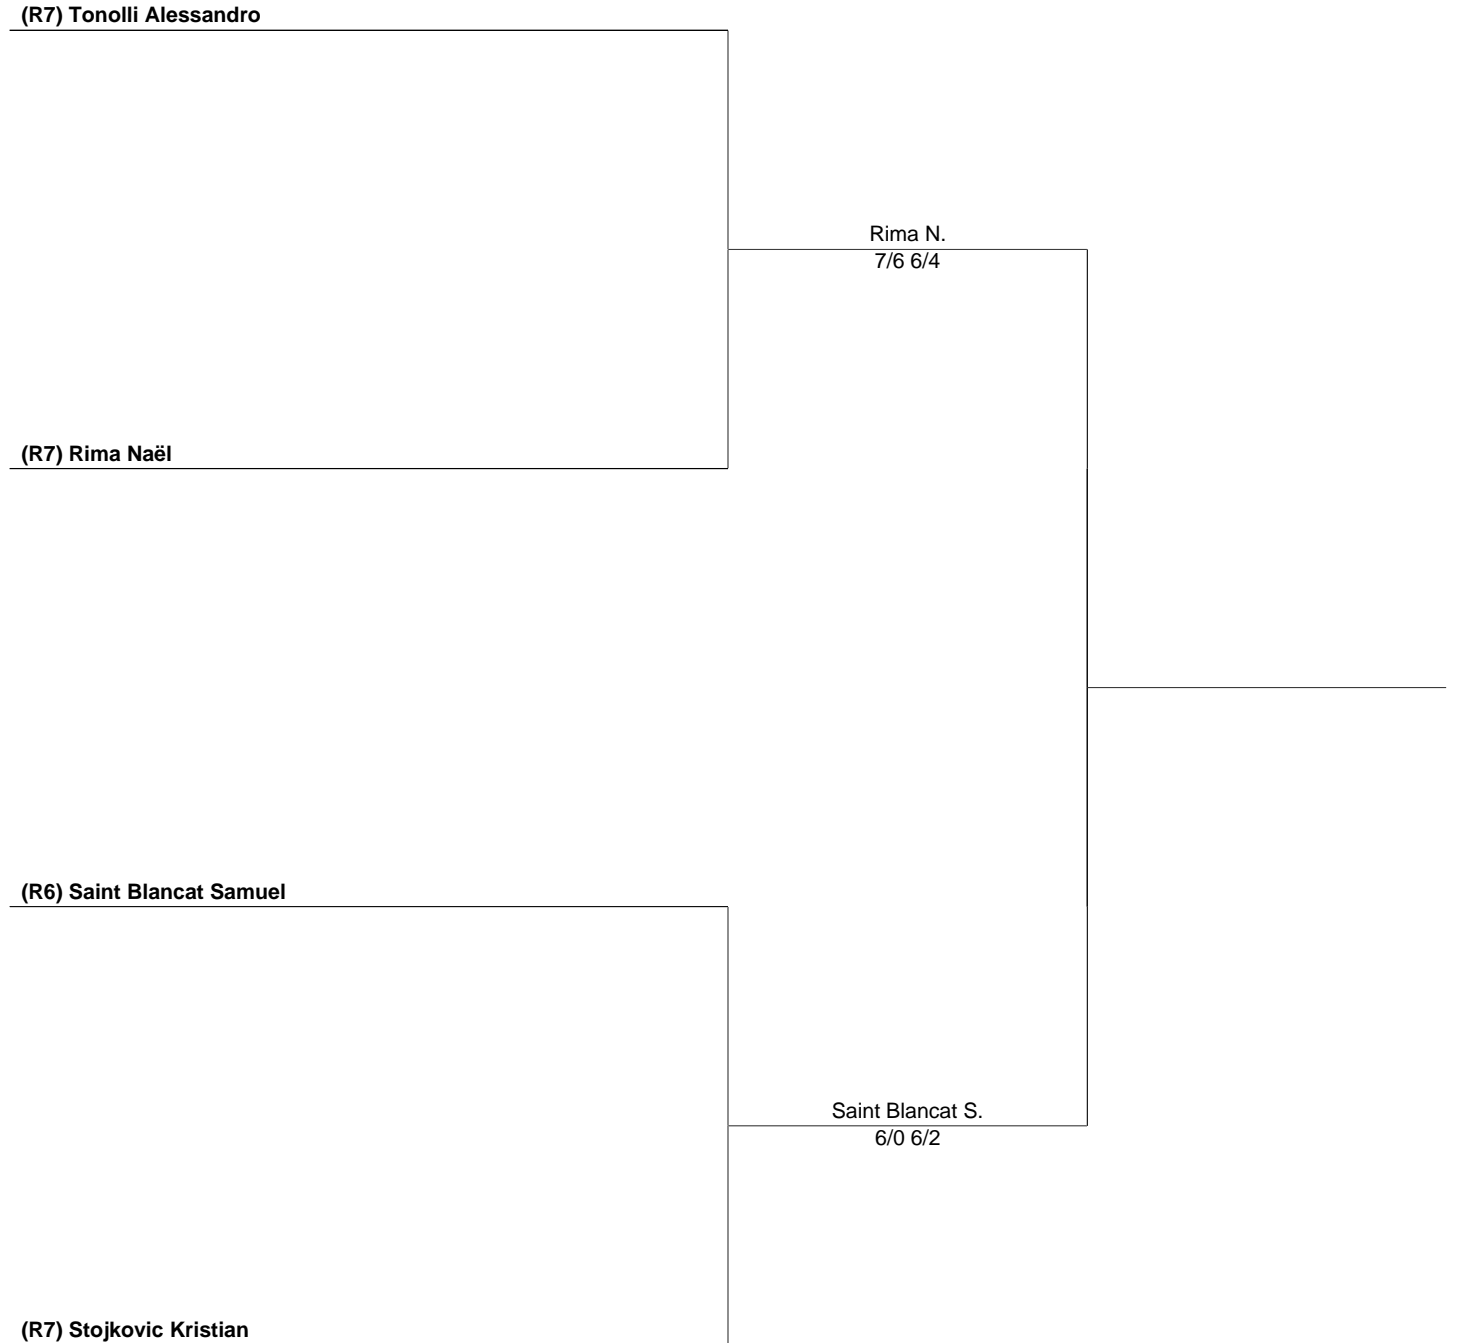 (R7) Tonolli Alessandro
Rima N.
7/6 6/4
(R7) Rima Naël
(R6) Saint Blancat Samuel
Saint Blancat S.
6/0 6/2
(R7) Stojkovic Kristian